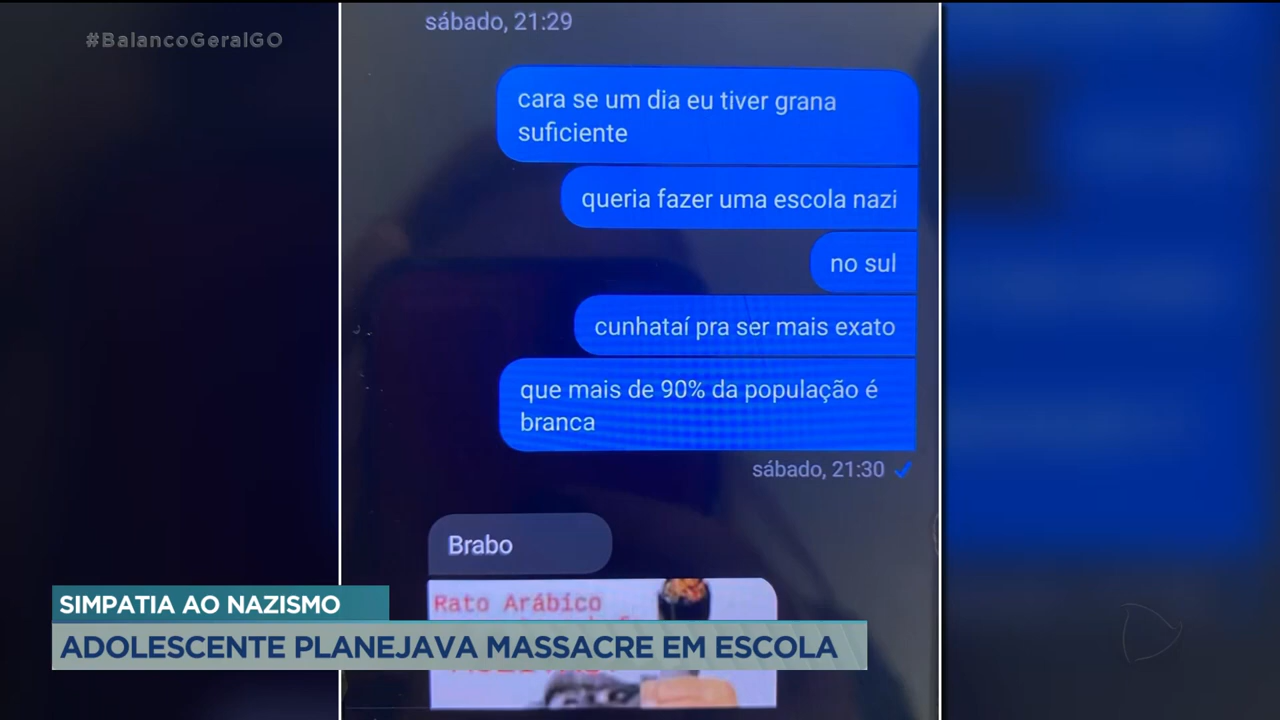 #BalancoGeralGO
sábado, 21:29
cara se um dia eu tiver grana
suficiente
queria fazer uma escola nazi
no sul
cunhataí pra ser mais exato
que mais de 90% da população é
branca
sábado, 21:30
Brabo
Rato Arábico
SIMPATIA AO NAZISMO
ADOLESCENTE PLANEJAVA MASSACRE EM ESCOLA